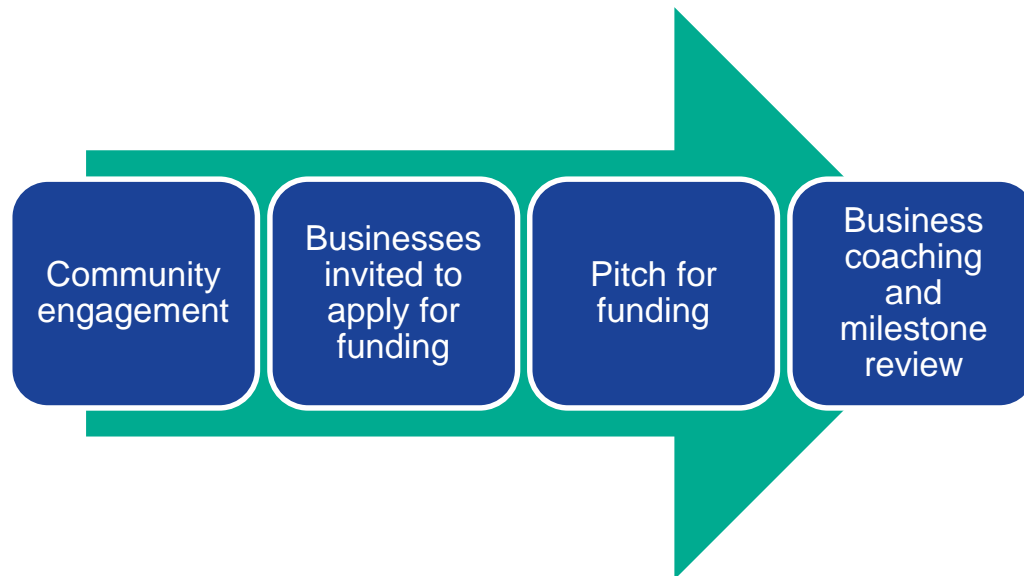 Community
engagement
Businesses
invited to
apply for
funding
Pitch for
funding
Business
coaching
and
milestone
review